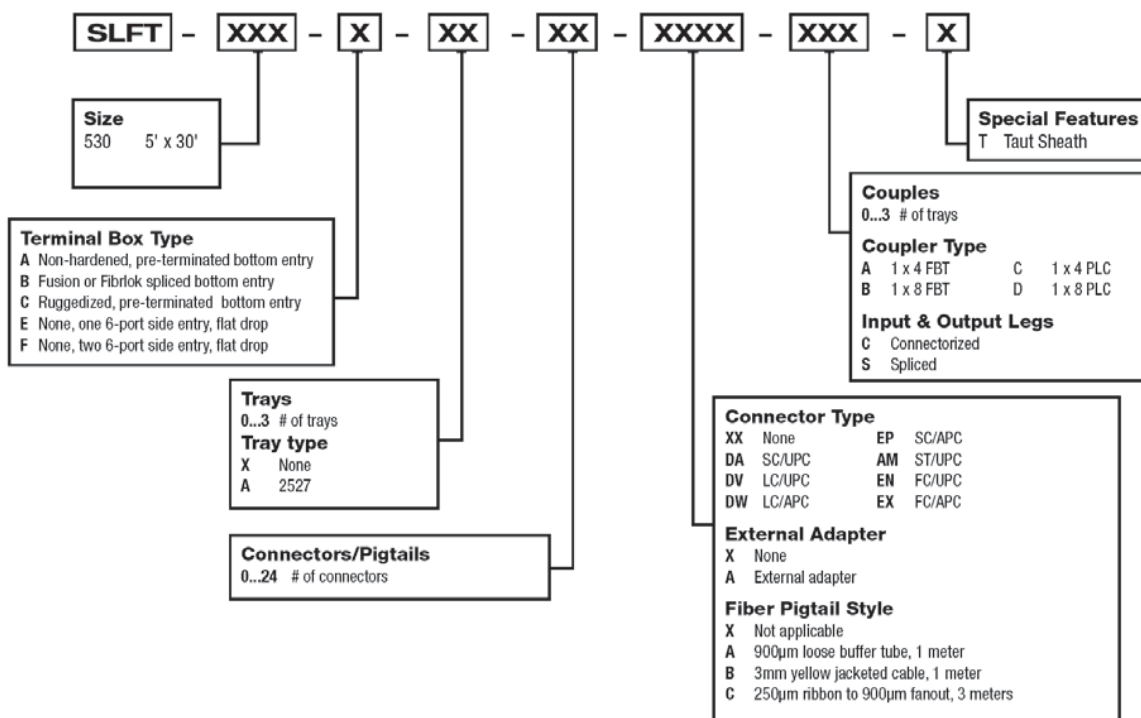 SLFT - XXX - X - XX - XX - XXXX - XXX - X
Size
530 5' x 30'
Special Features
T Taut Sheath
Couples
0...3 # of trays
Coupler Type
A 1 x 4 FBT C 1 x 4 PLC
B 1 x 8 FBT D 1 x 8 PLC
Input & Output Legs
C Connectorized
S Spliced
Terminal Box Type
A Non-hardened, pre-terminated bottom entry
B Fusion or Fibrlok spliced bottom entry
C Ruggedized, pre-terminated bottom entry
E None, one 6-port side entry, flat drop
F None, two 6-port side entry, flat drop
Trays
0...3 # of trays
Tray type
X None
A 2527
Connectors/Pigtails
0...24 # of connectors
Connector Type
XX None EP SC/APC
DA SC/UPC AM ST/UPC
DV LC/UPC EN FC/UPC
DW LC/APC EX FC/APC
External Adapter
X None
A External adapter
Fiber Pigtail Style
X Not applicable
A 900µm loose buffer tube, 1 meter
B 3mm yellow jacketed cable, 1 meter
C 250µm ribbon to 900µm fanout, 3 meters